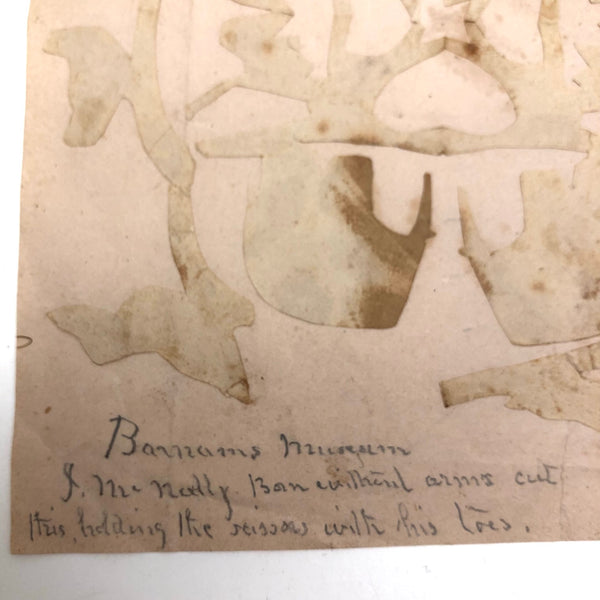 Barnams Museum
J. McNally. Born without arms cut
this, holding the scissors with his toes.